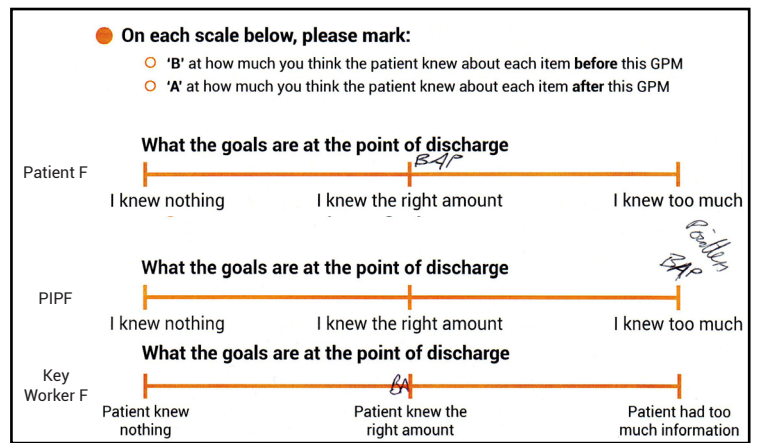 On each scale below, please mark:
'B' at how much you think the patient knew about each item before this GPM
'A' at how much you think the patient knew about each item after this GPM
What the goals are at the point of discharge
BAP
Patient F
I knew nothing I knew the right amount I knew too much
What the goals are at the point of discharge
BAP
PIPF
I knew nothing I knew the right amount I knew too much
What the goals are at the point of discharge
Key
Worker F
BA
Patient knew nothing
Patient knew the right amount
Patient had too much information